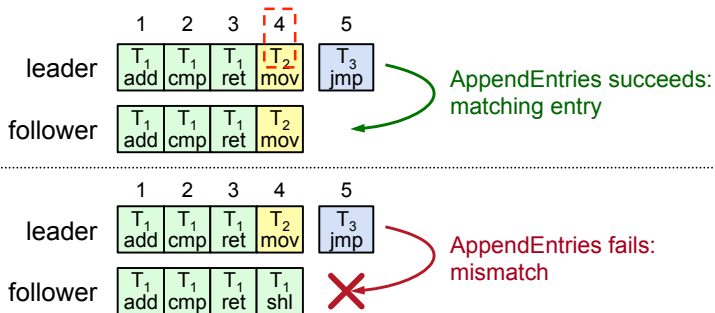 1 2 3 4 5
leader T1 add T1 cmp T1 ret T2 mov T3 jmp
AppendEntries succeeds:
matching entry
follower T1 add T1 cmp T1 ret T2 mov
1 2 3 4 5
leader T1 add T1 cmp T1 ret T2 mov T3 jmp
AppendEntries fails:
mismatch
follower T1 add T1 cmp T1 ret T1 shl